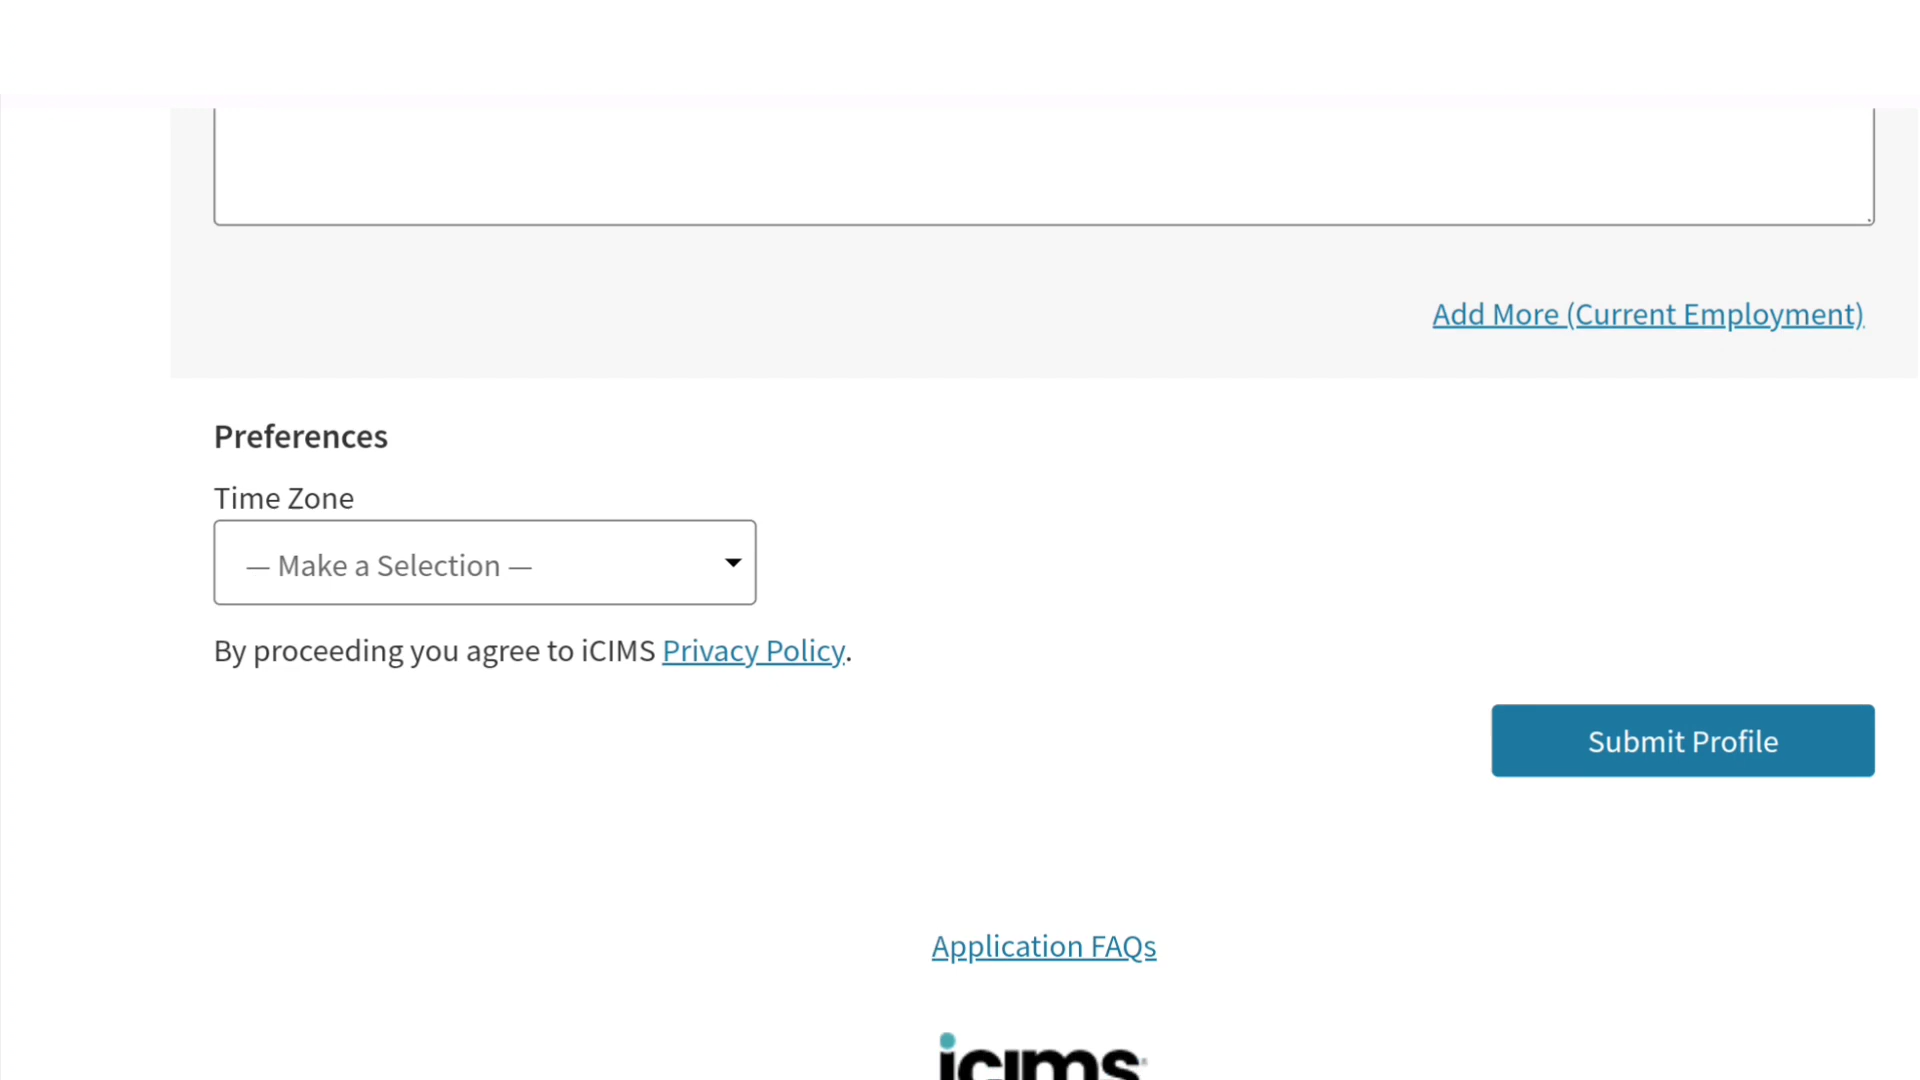 Add More (Current Employment)
Preferences
Time Zone
— Make a Selection —
By proceeding you agree to iCIMS Privacy Policy.
Submit Profile
Application FAQs
icims